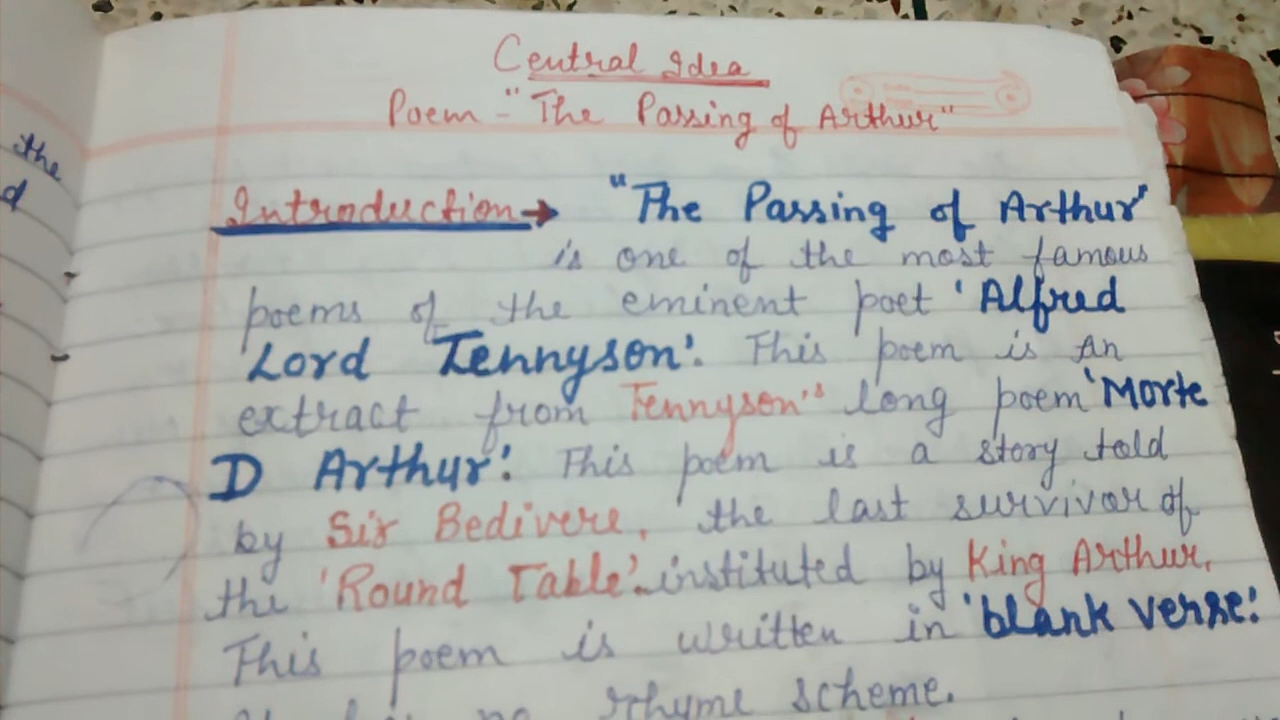 Central Idea
Poem - "The Passing of Arthur"
the
d
Introduction → "The Passing of Arthur"
is one of the most famous
poems of the eminent poet 'Alfred
Lord Tennyson'. This poem is an
extract from Tennyson's long poem 'Morte
D Arthur'. This poem is a story told
by Sir Bedivere, the last survivor of
the 'Round Table' instituted by King Arthur.
This poem is written in 'blank verse'.
no rhyme scheme.